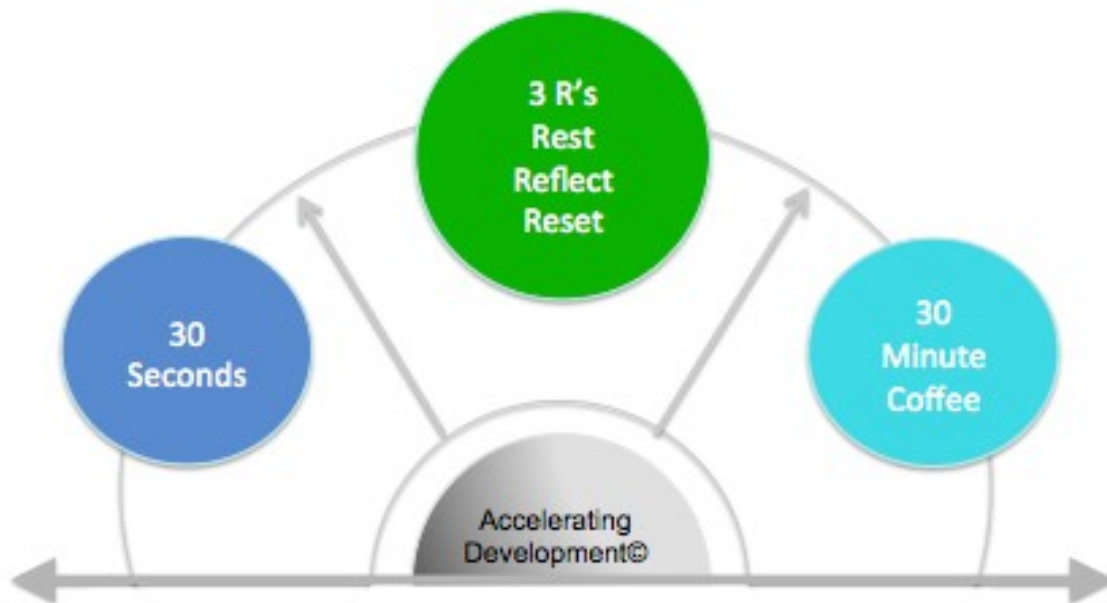 3 R's
Rest
Reflect
Reset
30
Seconds
30
Minute
Coffee
Accelerating
Development©